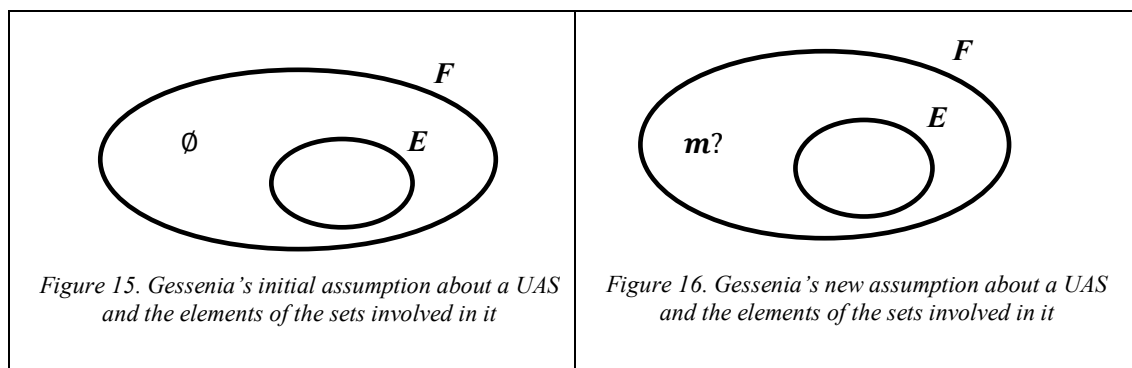 F
E
∅
Figure 15. Gessenia’s initial assumption about a UAS
and the elements of the sets involved in it
F
E
m?
Figure 16. Gessenia’s new assumption about a UAS
and the elements of the sets involved in it